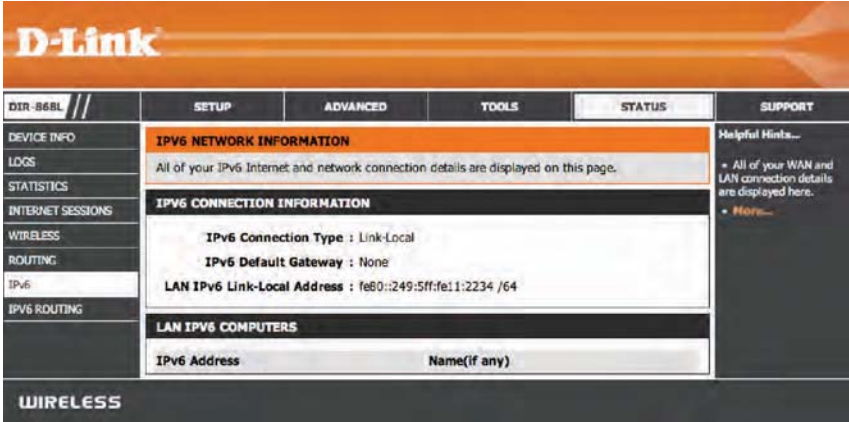 D-Link
DIR-868L
SETUP
ADVANCED
TOOLS
STATUS
SUPPORT
DEVICE INFO
LOGS
STATISTICS
INTERNET SESSIONS
WIRELESS
ROUTING
IPv6
IPV6 ROUTING
IPV6 NETWORK INFORMATION
All of your IPv6 Internet and network connection details are displayed on this page.
IPV6 CONNECTION INFORMATION
IPv6 Connection Type : Link-Local
IPv6 Default Gateway : None
LAN IPv6 Link-Local Address : fe80::249:5ff:fe11:2234 /64
LAN IPV6 COMPUTERS
IPv6 Address Name(if any)
Helpful Hints...
• All of your WAN and
LAN connection details
are displayed here.
• More...
WIRELESS